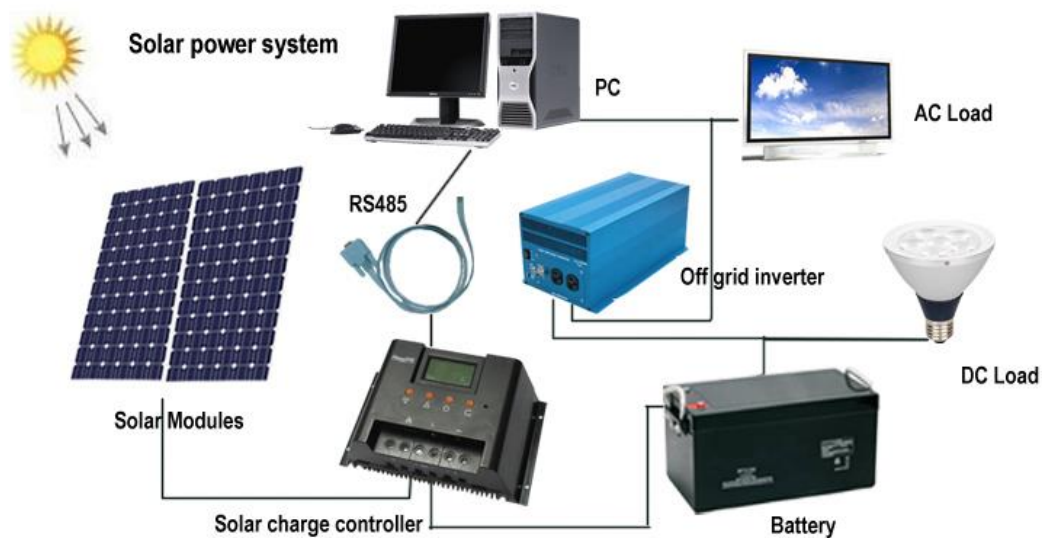 Solar power system
PC
AC Load
RS485
Off grid inverter
DC Load
Solar Modules
Solar charge controller
Battery